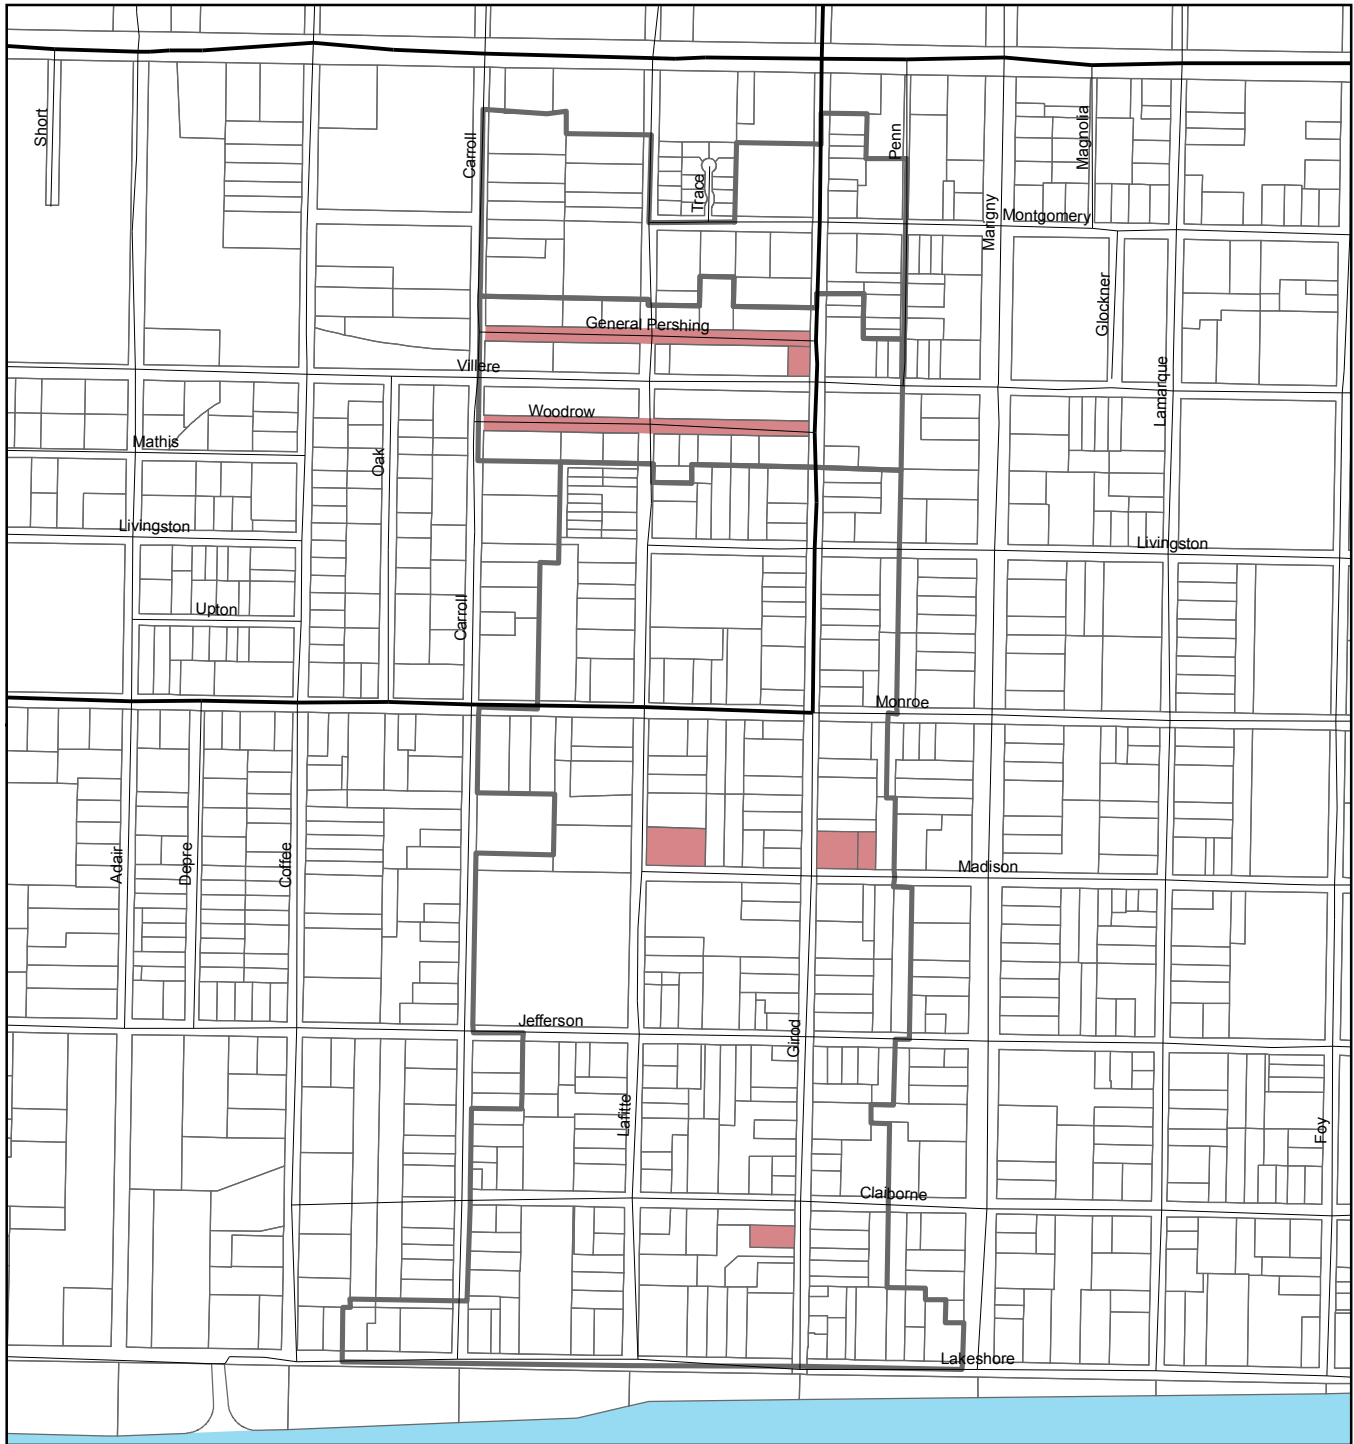 Short
Carroll
Penn
Magnolia
Trace
Marigny
Montgomery
Glockner
General Pershing
Villere
Lamarque
Woodrow
Mathis
Oak
Livingston
Livingston
Upton
Carroll
Monroe
Adair
Depre
Coffee
Madison
Jefferson
Girod
Lafitte
Foy
Claiborne
Lakeshore